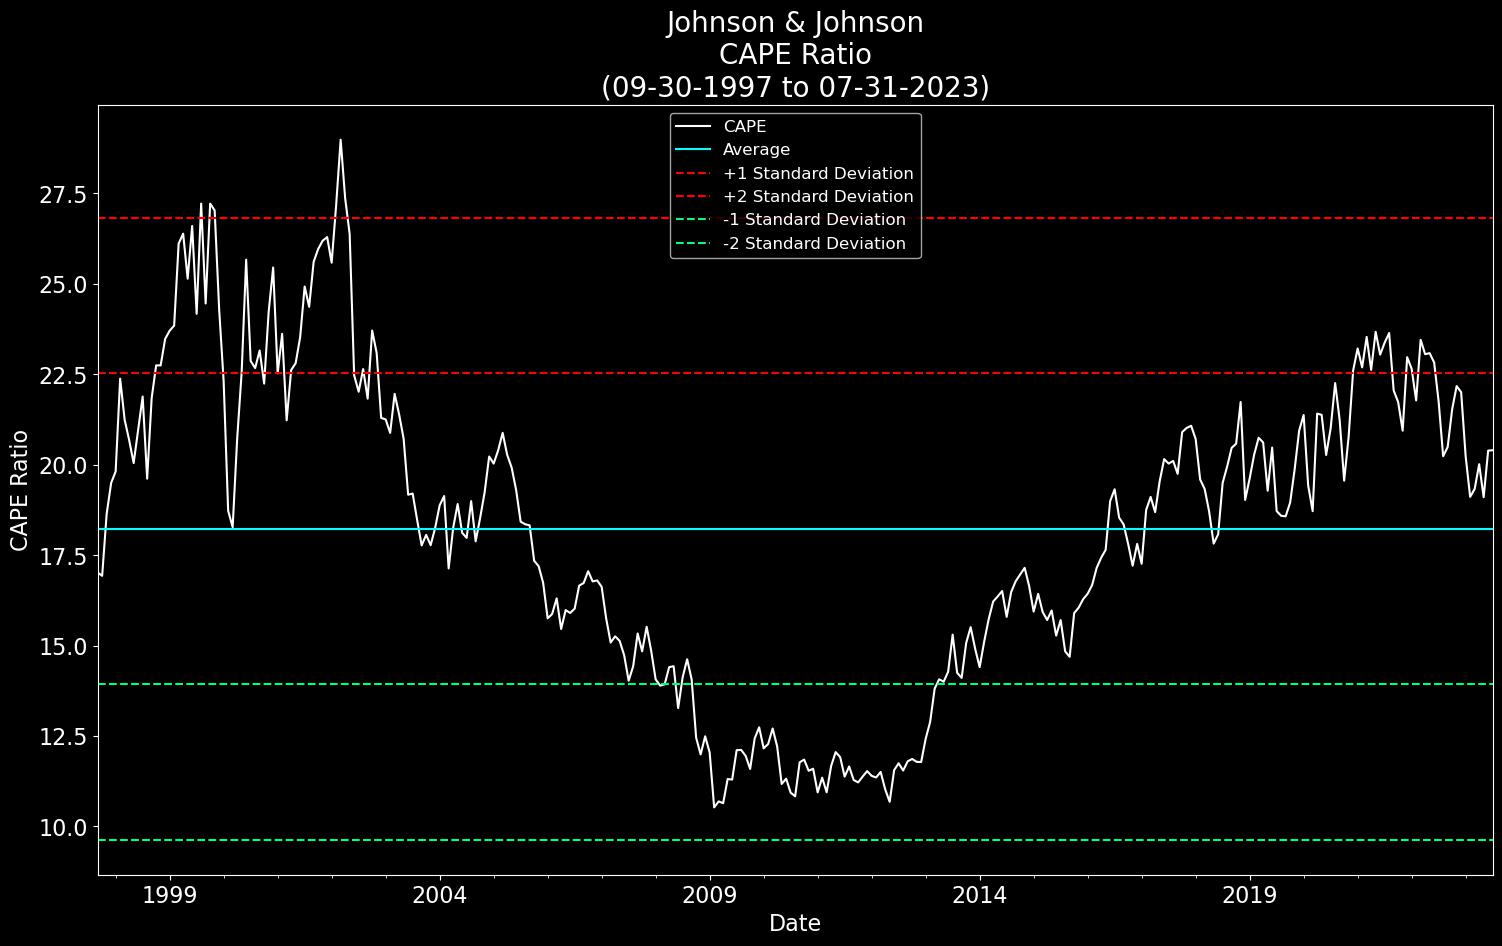 Johnson & Johnson
CAPE Ratio
(09-30-1997 to 07-31-2023)
CAPE
Average
+1 Standard Deviation
+2 Standard Deviation
-1 Standard Deviation
-2 Standard Deviation
CAPE Ratio
27.5
25.0
22.5
20.0
17.5
15.0
12.5
10.0
1999
2004
2009
2014
2019
Date